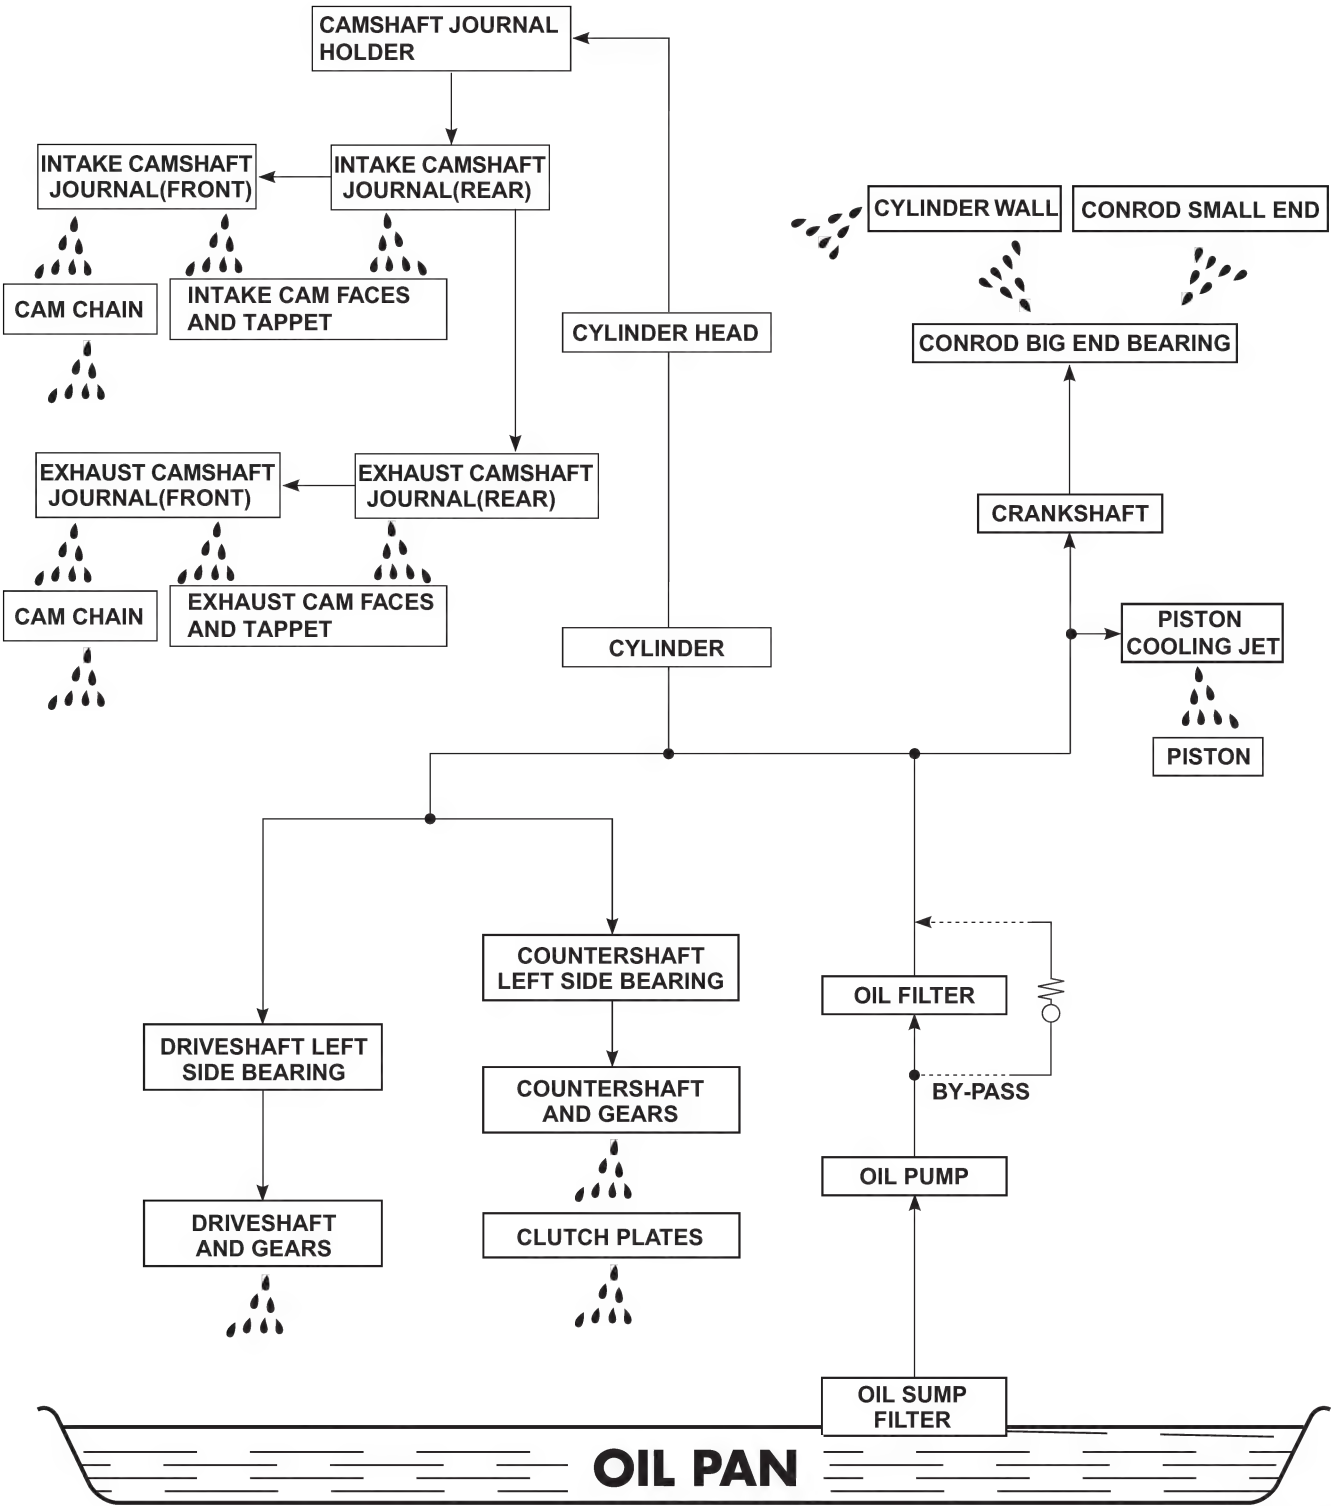 CAMSHAFT JOURNAL
HOLDER
INTAKE CAMSHAFT
JOURNAL(FRONT)
INTAKE CAMSHAFT
JOURNAL(REAR)
CYLINDER WALL
CONROD SMALL END
CAM CHAIN
INTAKE CAM FACES
AND TAPPET
CYLINDER HEAD
CONROD BIG END BEARING
EXHAUST CAMSHAFT
JOURNAL(FRONT)
EXHAUST CAMSHAFT
JOURNAL(REAR)
CRANKSHAFT
CAM CHAIN
EXHAUST CAM FACES
AND TAPPET
CYLINDER
PISTON
COOLING JET
PISTON
COUNTERSHAFT
LEFT SIDE BEARING
OIL FILTER
DRIVESHAFT LEFT
SIDE BEARING
COUNTERSHAFT
AND GEARS
BY-PASS
OIL PUMP
DRIVESHAFT
AND GEARS
CLUTCH PLATES
OIL SUMP
FILTER
OIL PAN